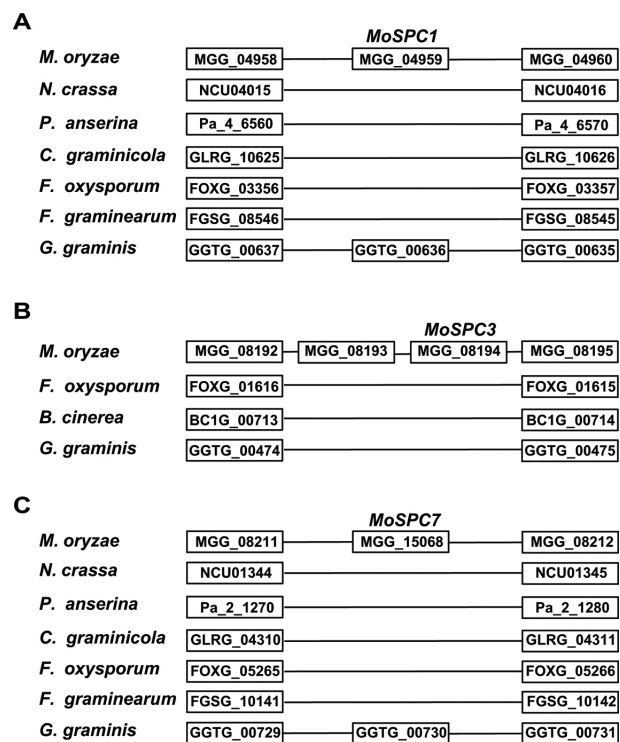 A
MoSPC1
M. oryzae MGG_04958 MGG_04959 MGG_04960
N. crassa NCU04015 NCU04016
P. anserina Pa_4_6560 Pa_4_6570
C. graminicola GLRG_10625 GLRG_10626
F. oxysporum FOXG_03356 FOXG_03357
F. graminearum FGSG_08546 FGSG_08545
G. graminis GGTG_00637 GGTG_00636 GGTG_00635
B
MoSPC3
M. oryzae MGG_08192 MGG_08193 MGG_08194 MGG_08195
F. oxysporum FOXG_01616 FOXG_01615
B. cinerea BC1G_00713 BC1G_00714
G. graminis GGTG_00474 GGTG_00475
C
MoSPC7
M. oryzae MGG_08211 MGG_15068 MGG_08212
N. crassa NCU01344 NCU01345
P. anserina Pa_2_1270 Pa_2_1280
C. graminicola GLRG_04310 GLRG_04311
F. oxysporum FOXG_05265 FOXG_05266
F. graminearum FGSG_10141 FGSG_10142
G. graminis GGTG_00729 GGTG_00730 GGTG_00731